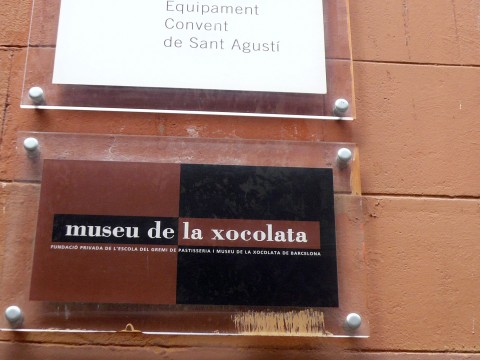 Equipament
Convent
de Sant Agustí
museu de la xocolata
FUNDACIÓ PRIVADA DE L'ESCOLA DEL GREMI DE PASTISSERIA I MUSEU DE LA XOCOLATA DE BARCELONA